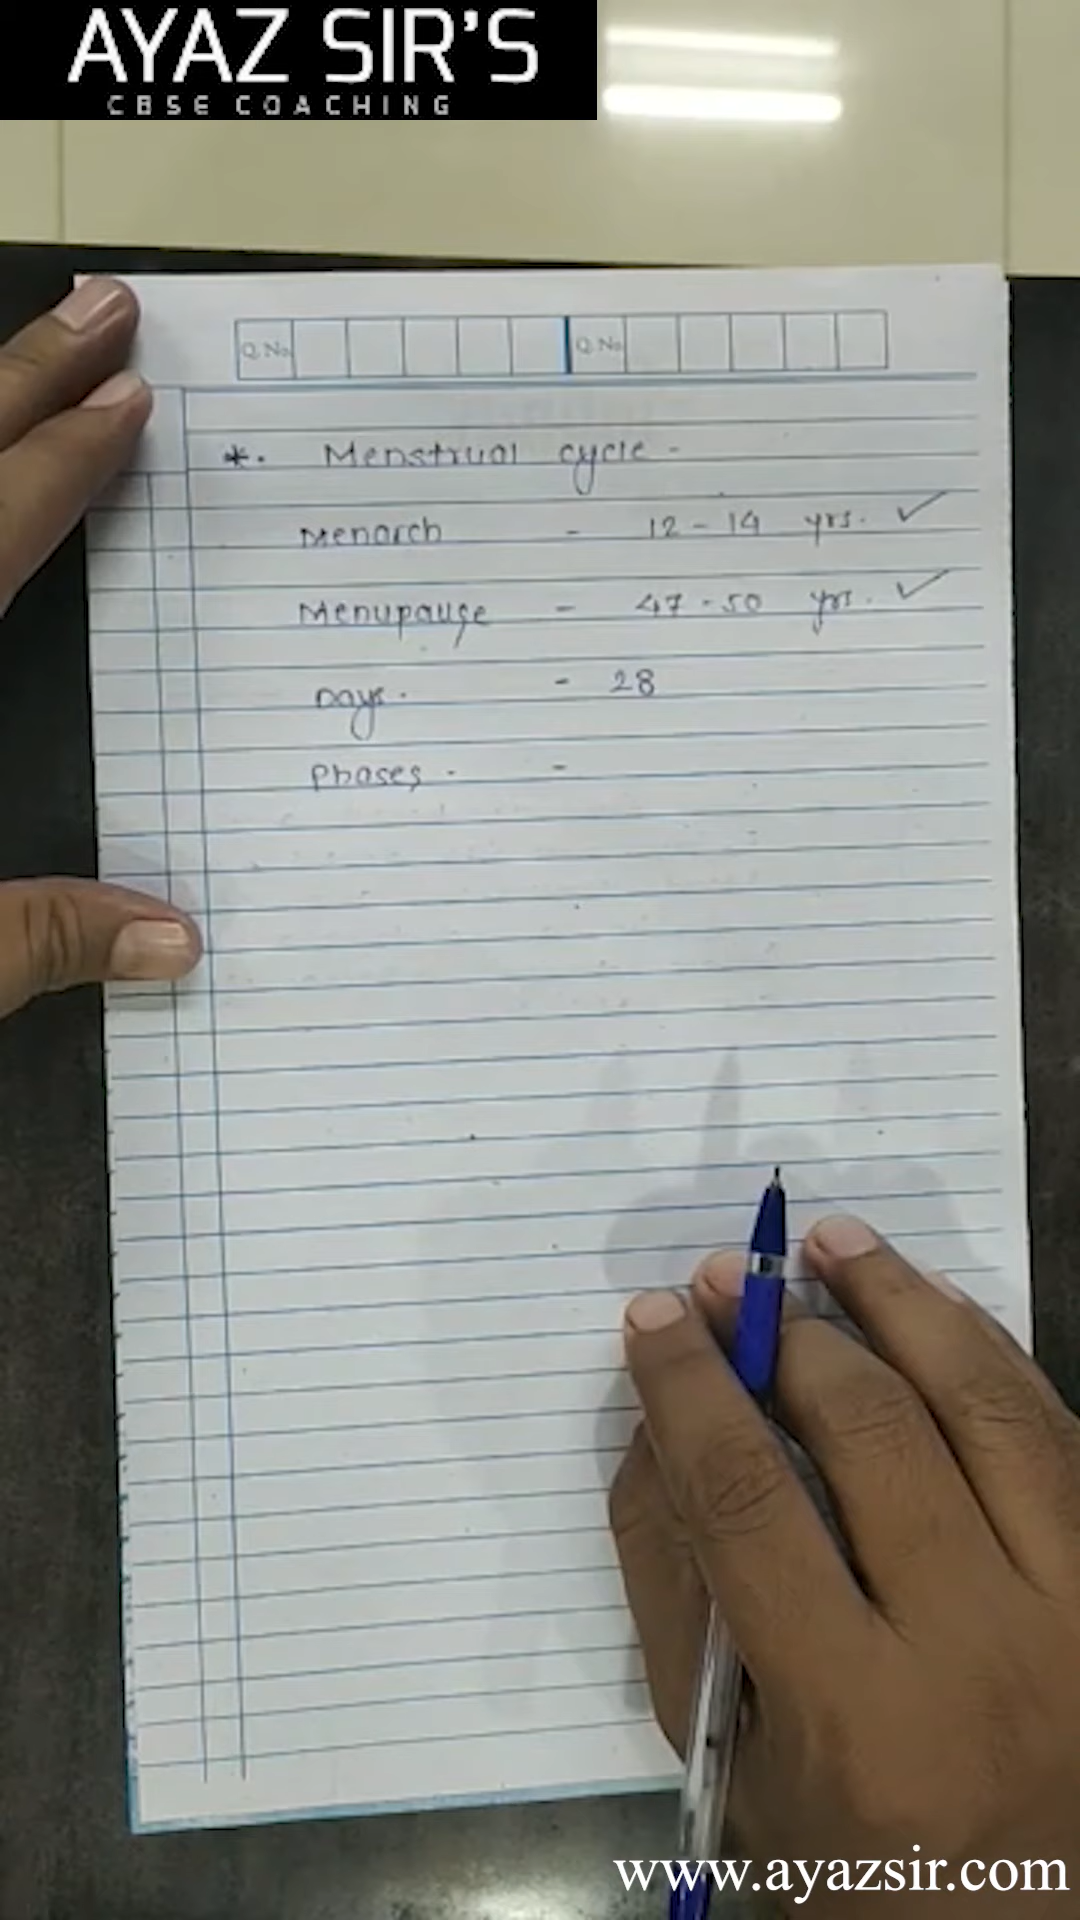 AYAZ SIR'S
CBSE COACHING
Q.No. Q.No.
*. Menstrual cycle -
Menarch - 12 - 14 yrs. ✓
Menupause - 47 - 50 yrs. ✓
Days. - 28
Phases. -
www.ayazsir.com